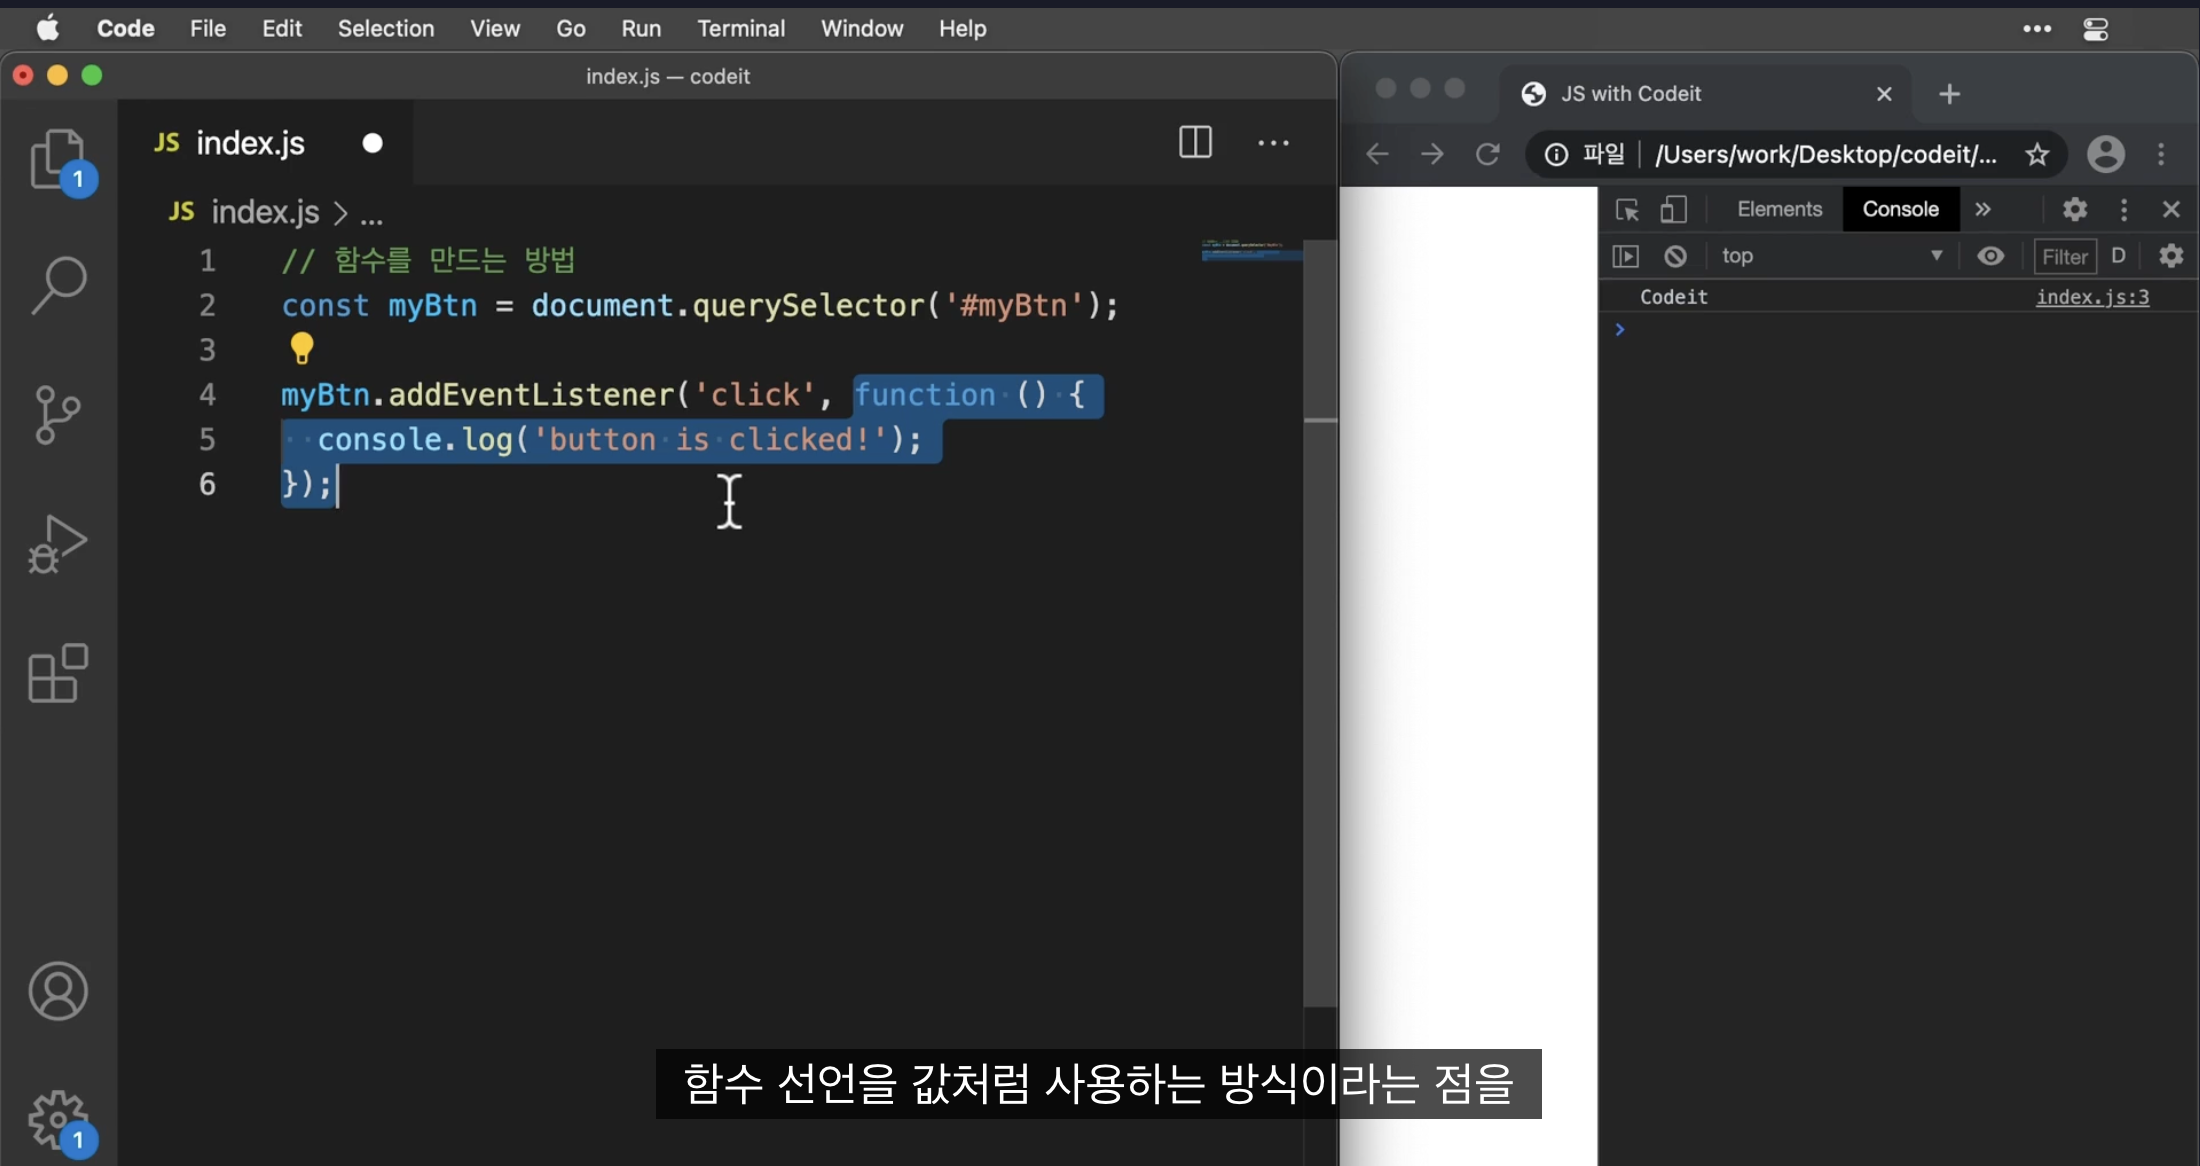 Code File Edit Selection View Go Run Terminal Window Help
index.js — codeit
JS index.js
JS index.js > ...
1 // 함수를 만드는 방법
2 const myBtn = document.querySelector('#myBtn');
3
4 myBtn.addEventListener('click', function () {
5 console.log('button is clicked!');
6 });
1
1
JS with Codeit
파일 /Users/work/Desktop/codeit/...
Elements Console »
top Filter D
Codeit index.js:3
>
함수 선언을 값처럼 사용하는 방식이라는 점을